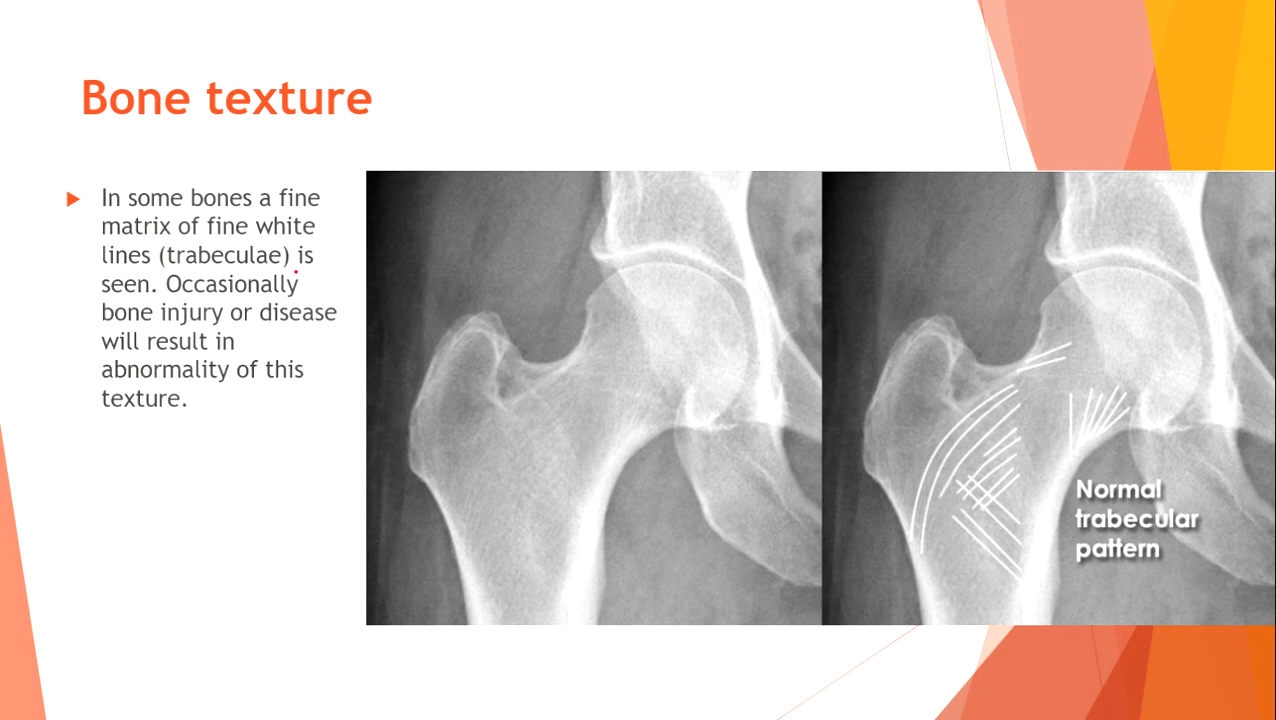 Bone texture
In some bones a fine
matrix of fine white
lines (trabeculae) is
seen. Occasionally
bone injury or disease
will result in
abnormality of this
texture.
Normal
trabecular
pattern